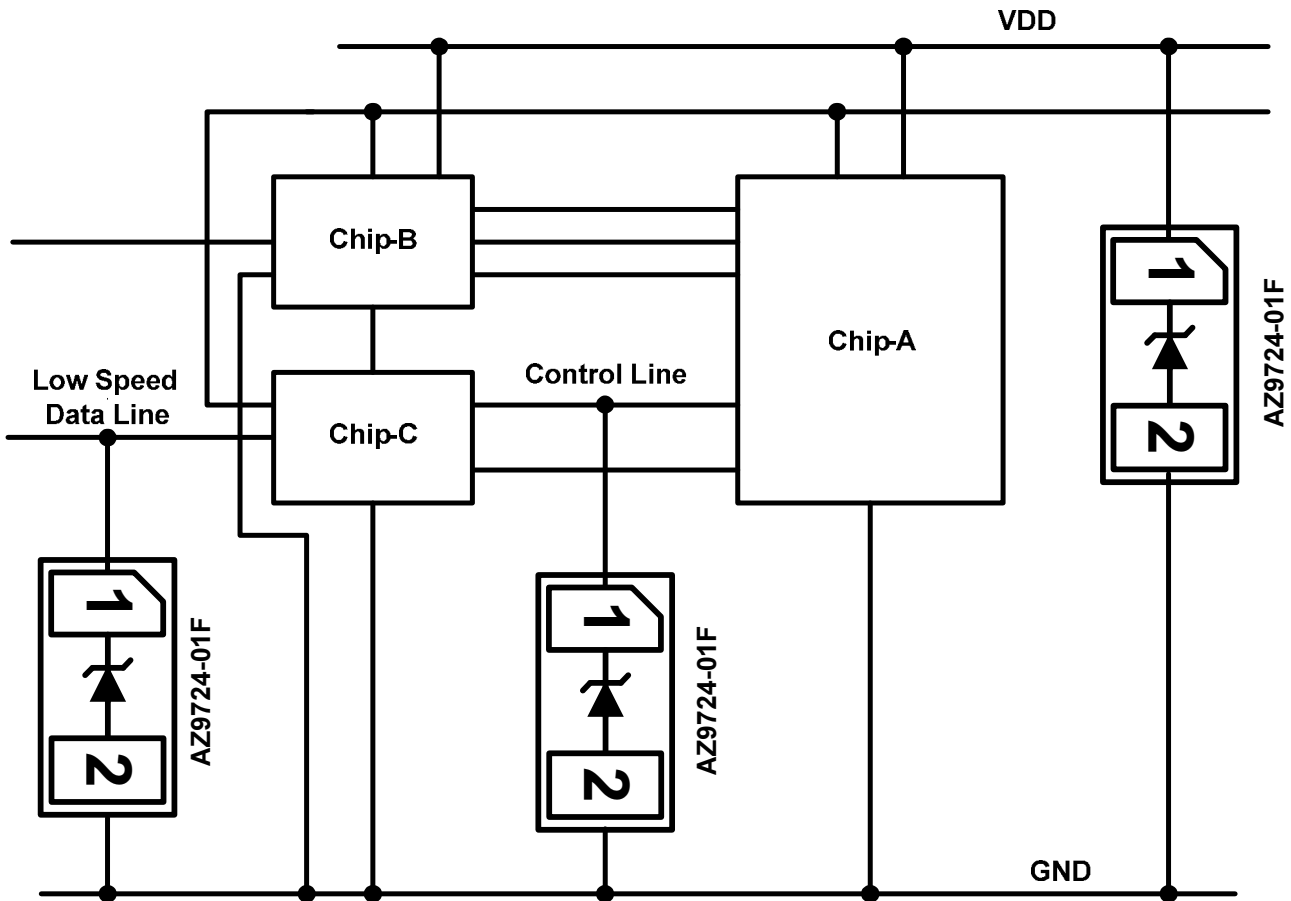 VDD
Chip-B
1
Chip-A
AZ9724-01F
Low Speed
Data Line
Control Line
2
Chip-C
1
AZ9724-01F
1
AZ9724-01F
2
2
GND